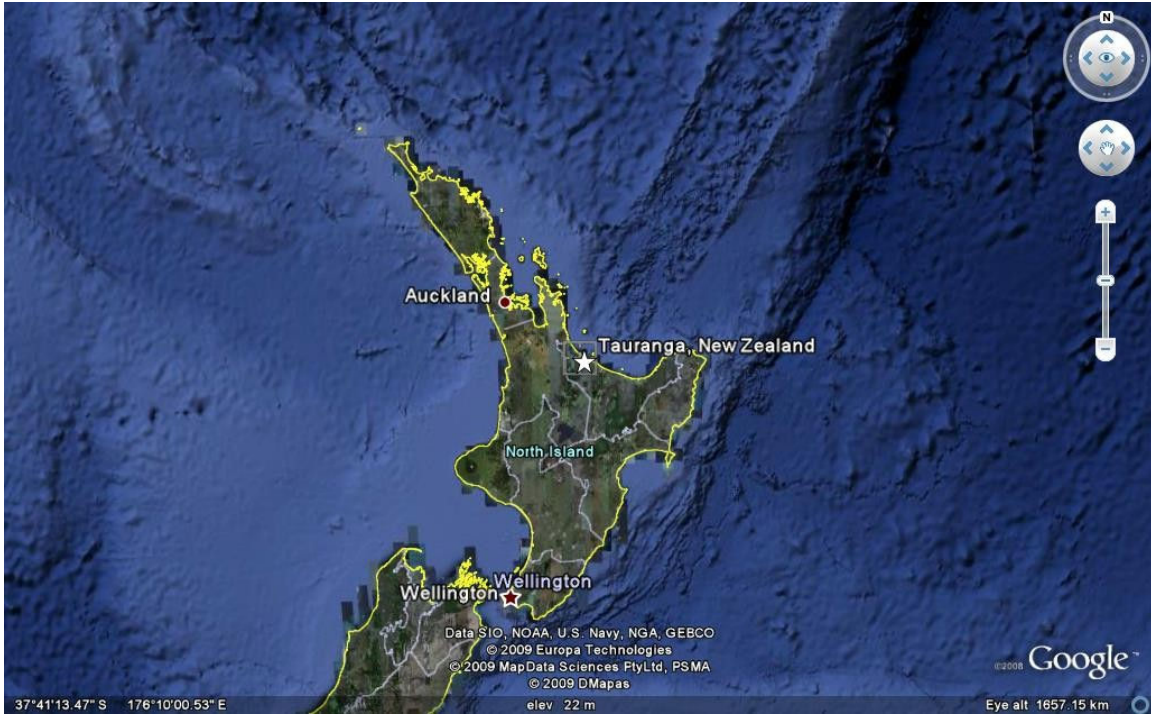 N
Auckland
Tauranga, New Zealand
North Island
Wellington
Wellington
Data SIO, NOAA, U.S. Navy, NGA, GEBCO
© 2009 Europa Technologies
© 2009 MapData Sciences PtyLtd, PSMA
© 2009 DMapas
©2008 Google™
37°41'13.47" S 176°10'00.53" E elev 22 m Eye alt 1657.15 km